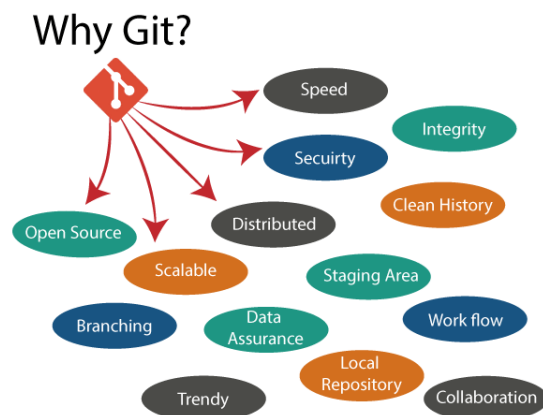 Why Git?
Speed
Integrity
Secuirty
Clean History
Distributed
Open Source
Scalable
Staging Area
Branching
Data
Assurance
Work flow
Local
Repository
Trendy
Collaboration